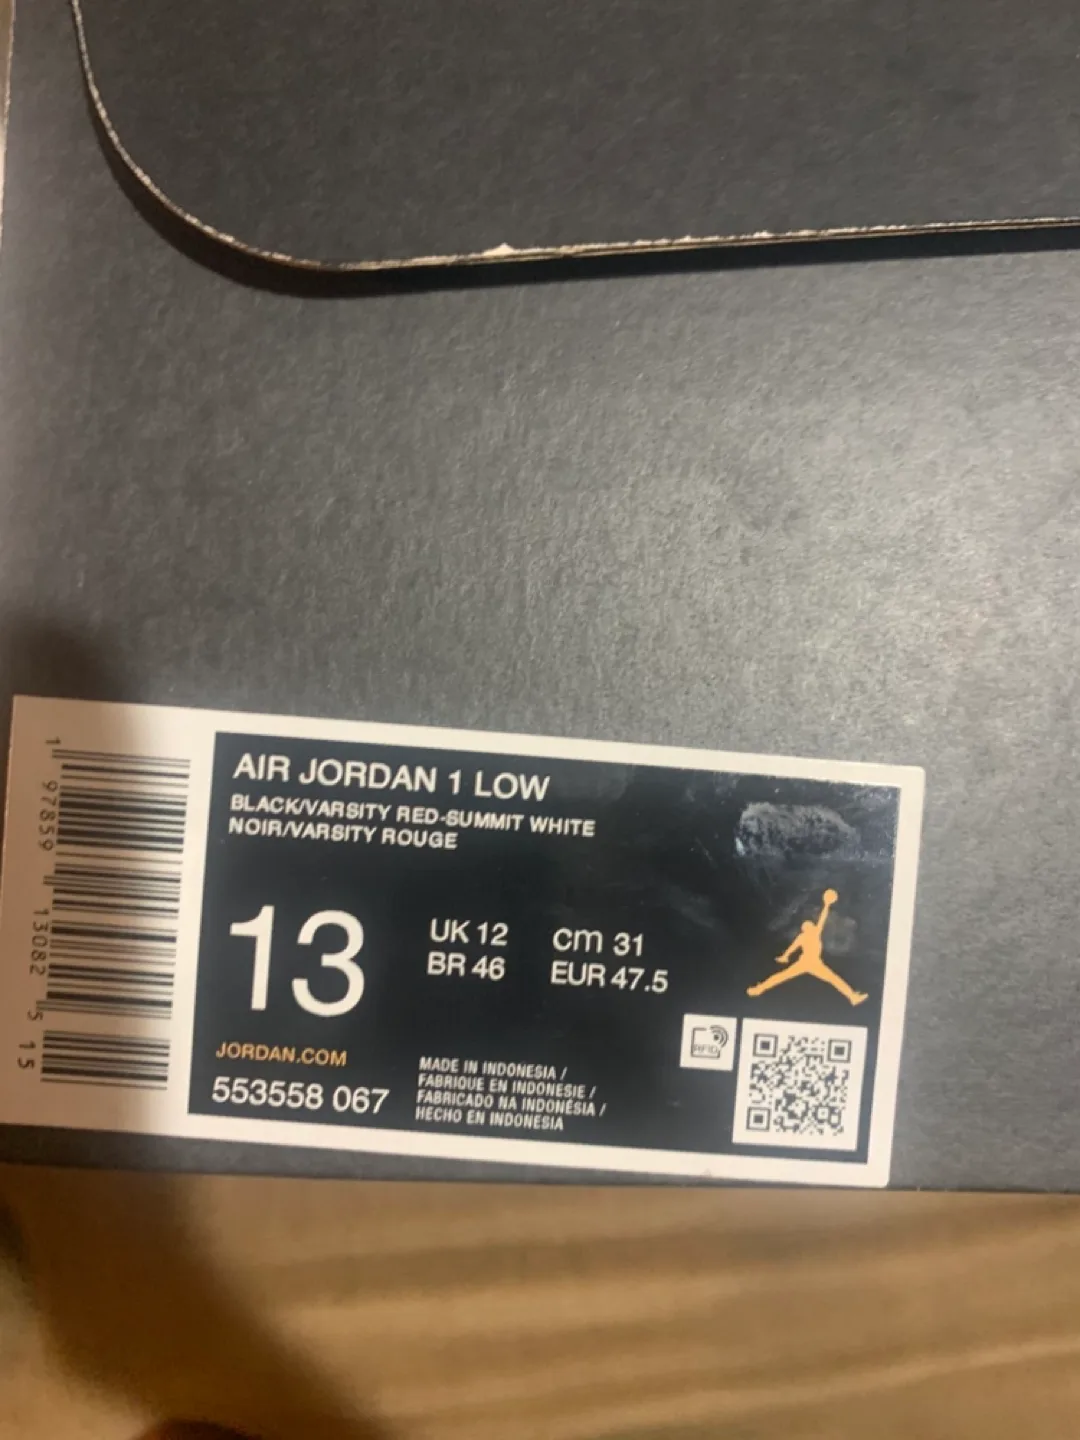 AIR JORDAN 1 LOW
BLACK/VARSITY RED-SUMMIT WHITE
NOIR/VARSITY ROUGE
13
UK 12
BR 46
cm 31
EUR 47.5
JORDAN.COM
553558 067
MADE IN INDONESIA /
FABRIQUE EN INDONESIE /
FABRICADO NA INDONÉSIA /
HECHO EN INDONESIA
RFID
1 97859 13082 5 15